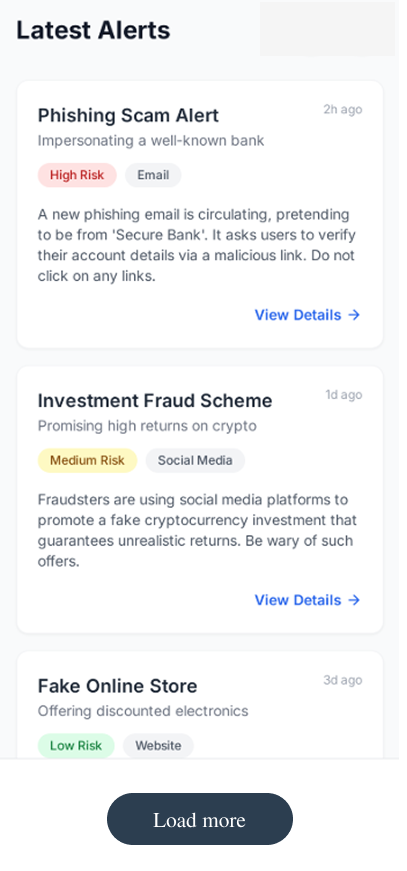 Latest Alerts
Phishing Scam Alert
2h ago
Impersonating a well-known bank
High Risk
Email
A new phishing email is circulating, pretending
to be from 'Secure Bank'. It asks users to verify
their account details via a malicious link. Do not
click on any links.
View Details →
Investment Fraud Scheme
1d ago
Promising high returns on crypto
Medium Risk
Social Media
Fraudsters are using social media platforms to
promote a fake cryptocurrency investment that
guarantees unrealistic returns. Be wary of such
offers.
View Details →
Fake Online Store
3d ago
Offering discounted electronics
Low Risk
Website
Load more